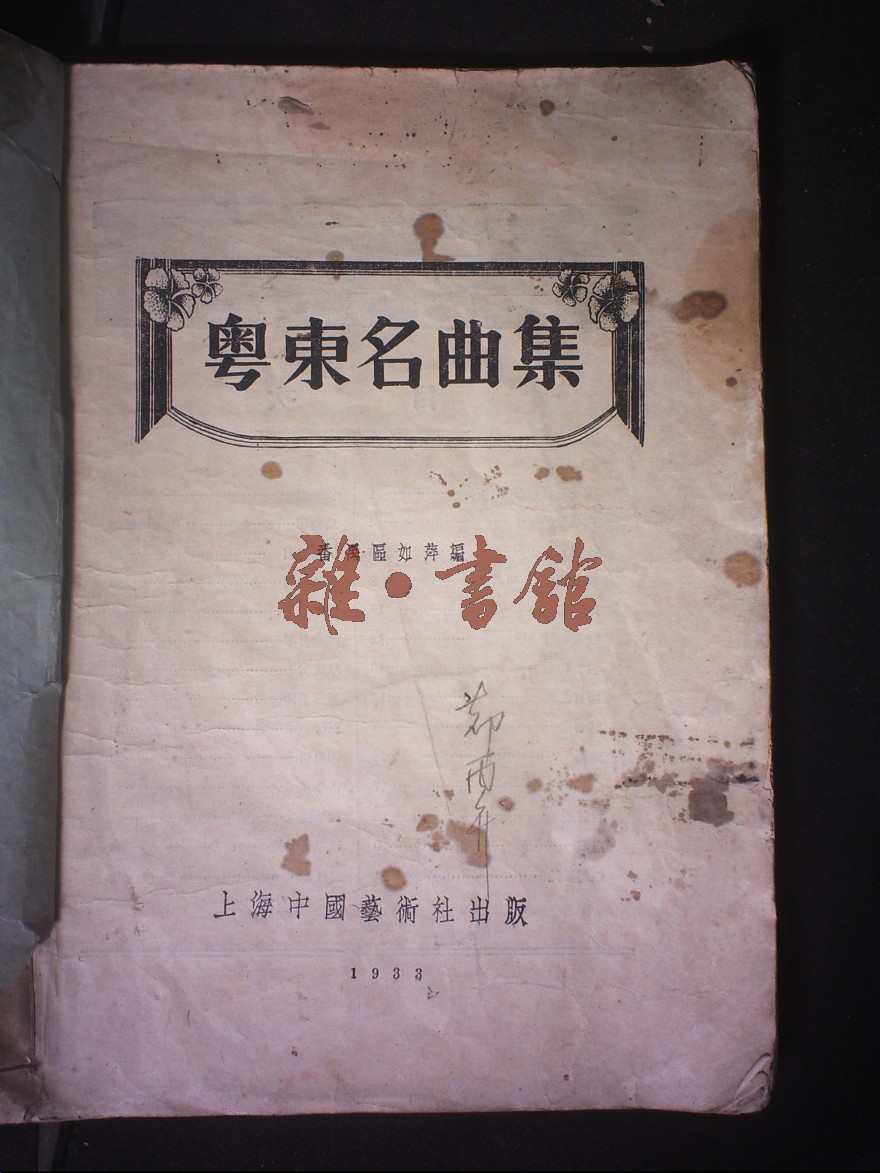 粵東名曲集
番禺區如萍編
雜·書館
上海中國藝術社出版
1933